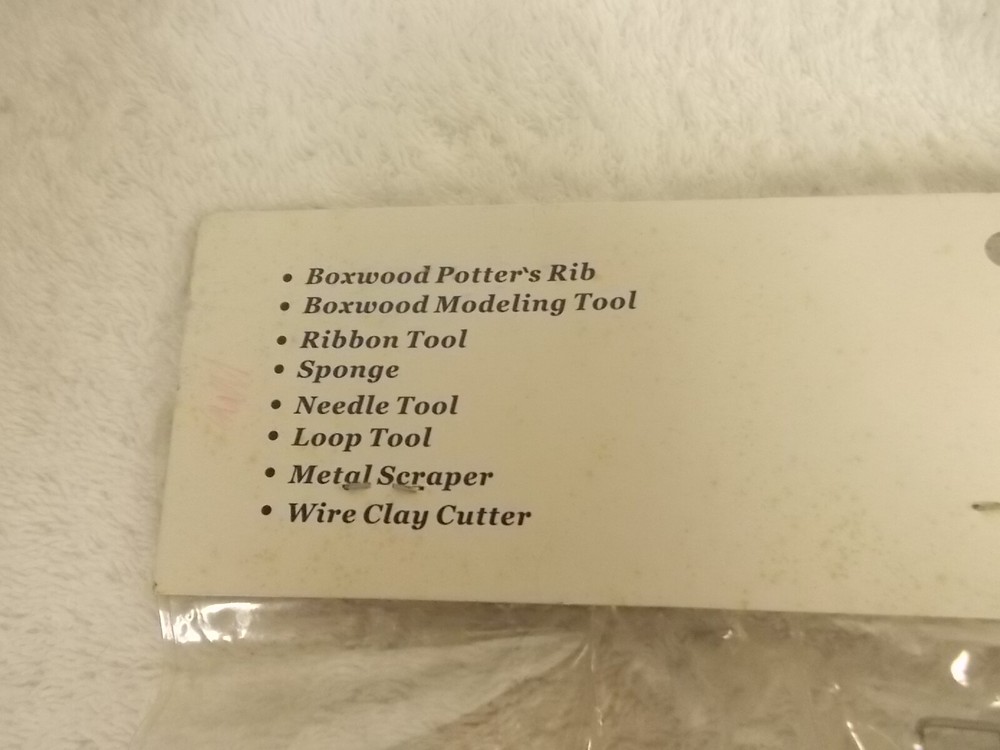 • Boxwood Potter‘s Rib
• Boxwood Modeling Tool
• Ribbon Tool
• Sponge
• Needle Tool
• Loop Tool
• Metal Scraper
• Wire Clay Cutter